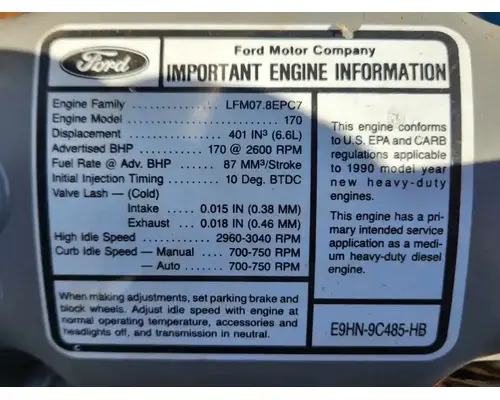 Ford
Ford Motor Company
IMPORTANT ENGINE INFORMATION
Engine Family LFM07.8EPC7
Engine Model 170
Displacement 401 IN³ (6.6L)
Advertised BHP 170 @ 2600 RPM
Fuel Rate @ Adv. BHP 87 MM³/Stroke
Initial Injection Timing 10 Deg. BTDC
Valve Lash — (Cold)
Intake 0.015 IN (0.38 MM)
Exhaust 0.018 IN (0.46 MM)
High Idle Speed 2960-3040 RPM
Curb Idle Speed — Manual 700-750 RPM
— Auto 700-750 RPM
When making adjustments, set parking brake and
block wheels. Adjust idle speed with engine at
normal operating temperature, accessories and
headlights off, and transmission in neutral.
This engine conforms
to U.S. EPA and CARB
regulations applicable
to 1990 model year
new heavy-duty
engines.
This engine has a pri-
mary intended service
application as a medi-
um heavy-duty diesel
engine.
E9HN-9C485-HB